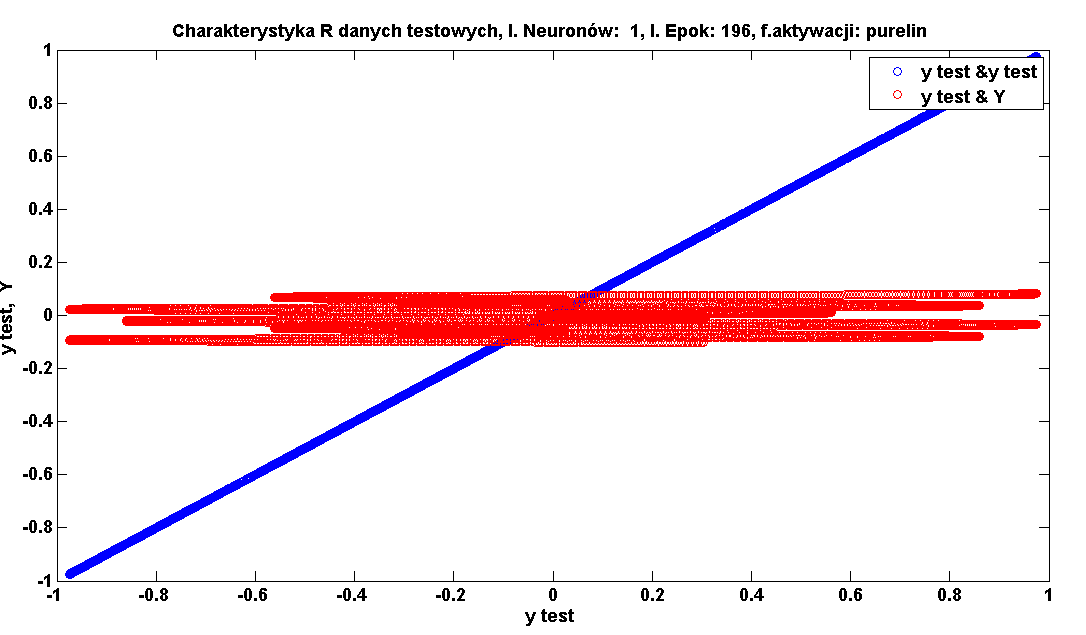 Charakterystyka R danych testowych, l. Neuronów:  1, l. Epok: 196, f.aktywacji: purelin
y test &y test
y test & Y
1
0.8
0.6
0.4
0.2
0
-0.2
-0.4
-0.6
-0.8
-1
y test,  Y
-1 -0.8 -0.6 -0.4 -0.2 0 0.2 0.4 0.6 0.8 1
y test